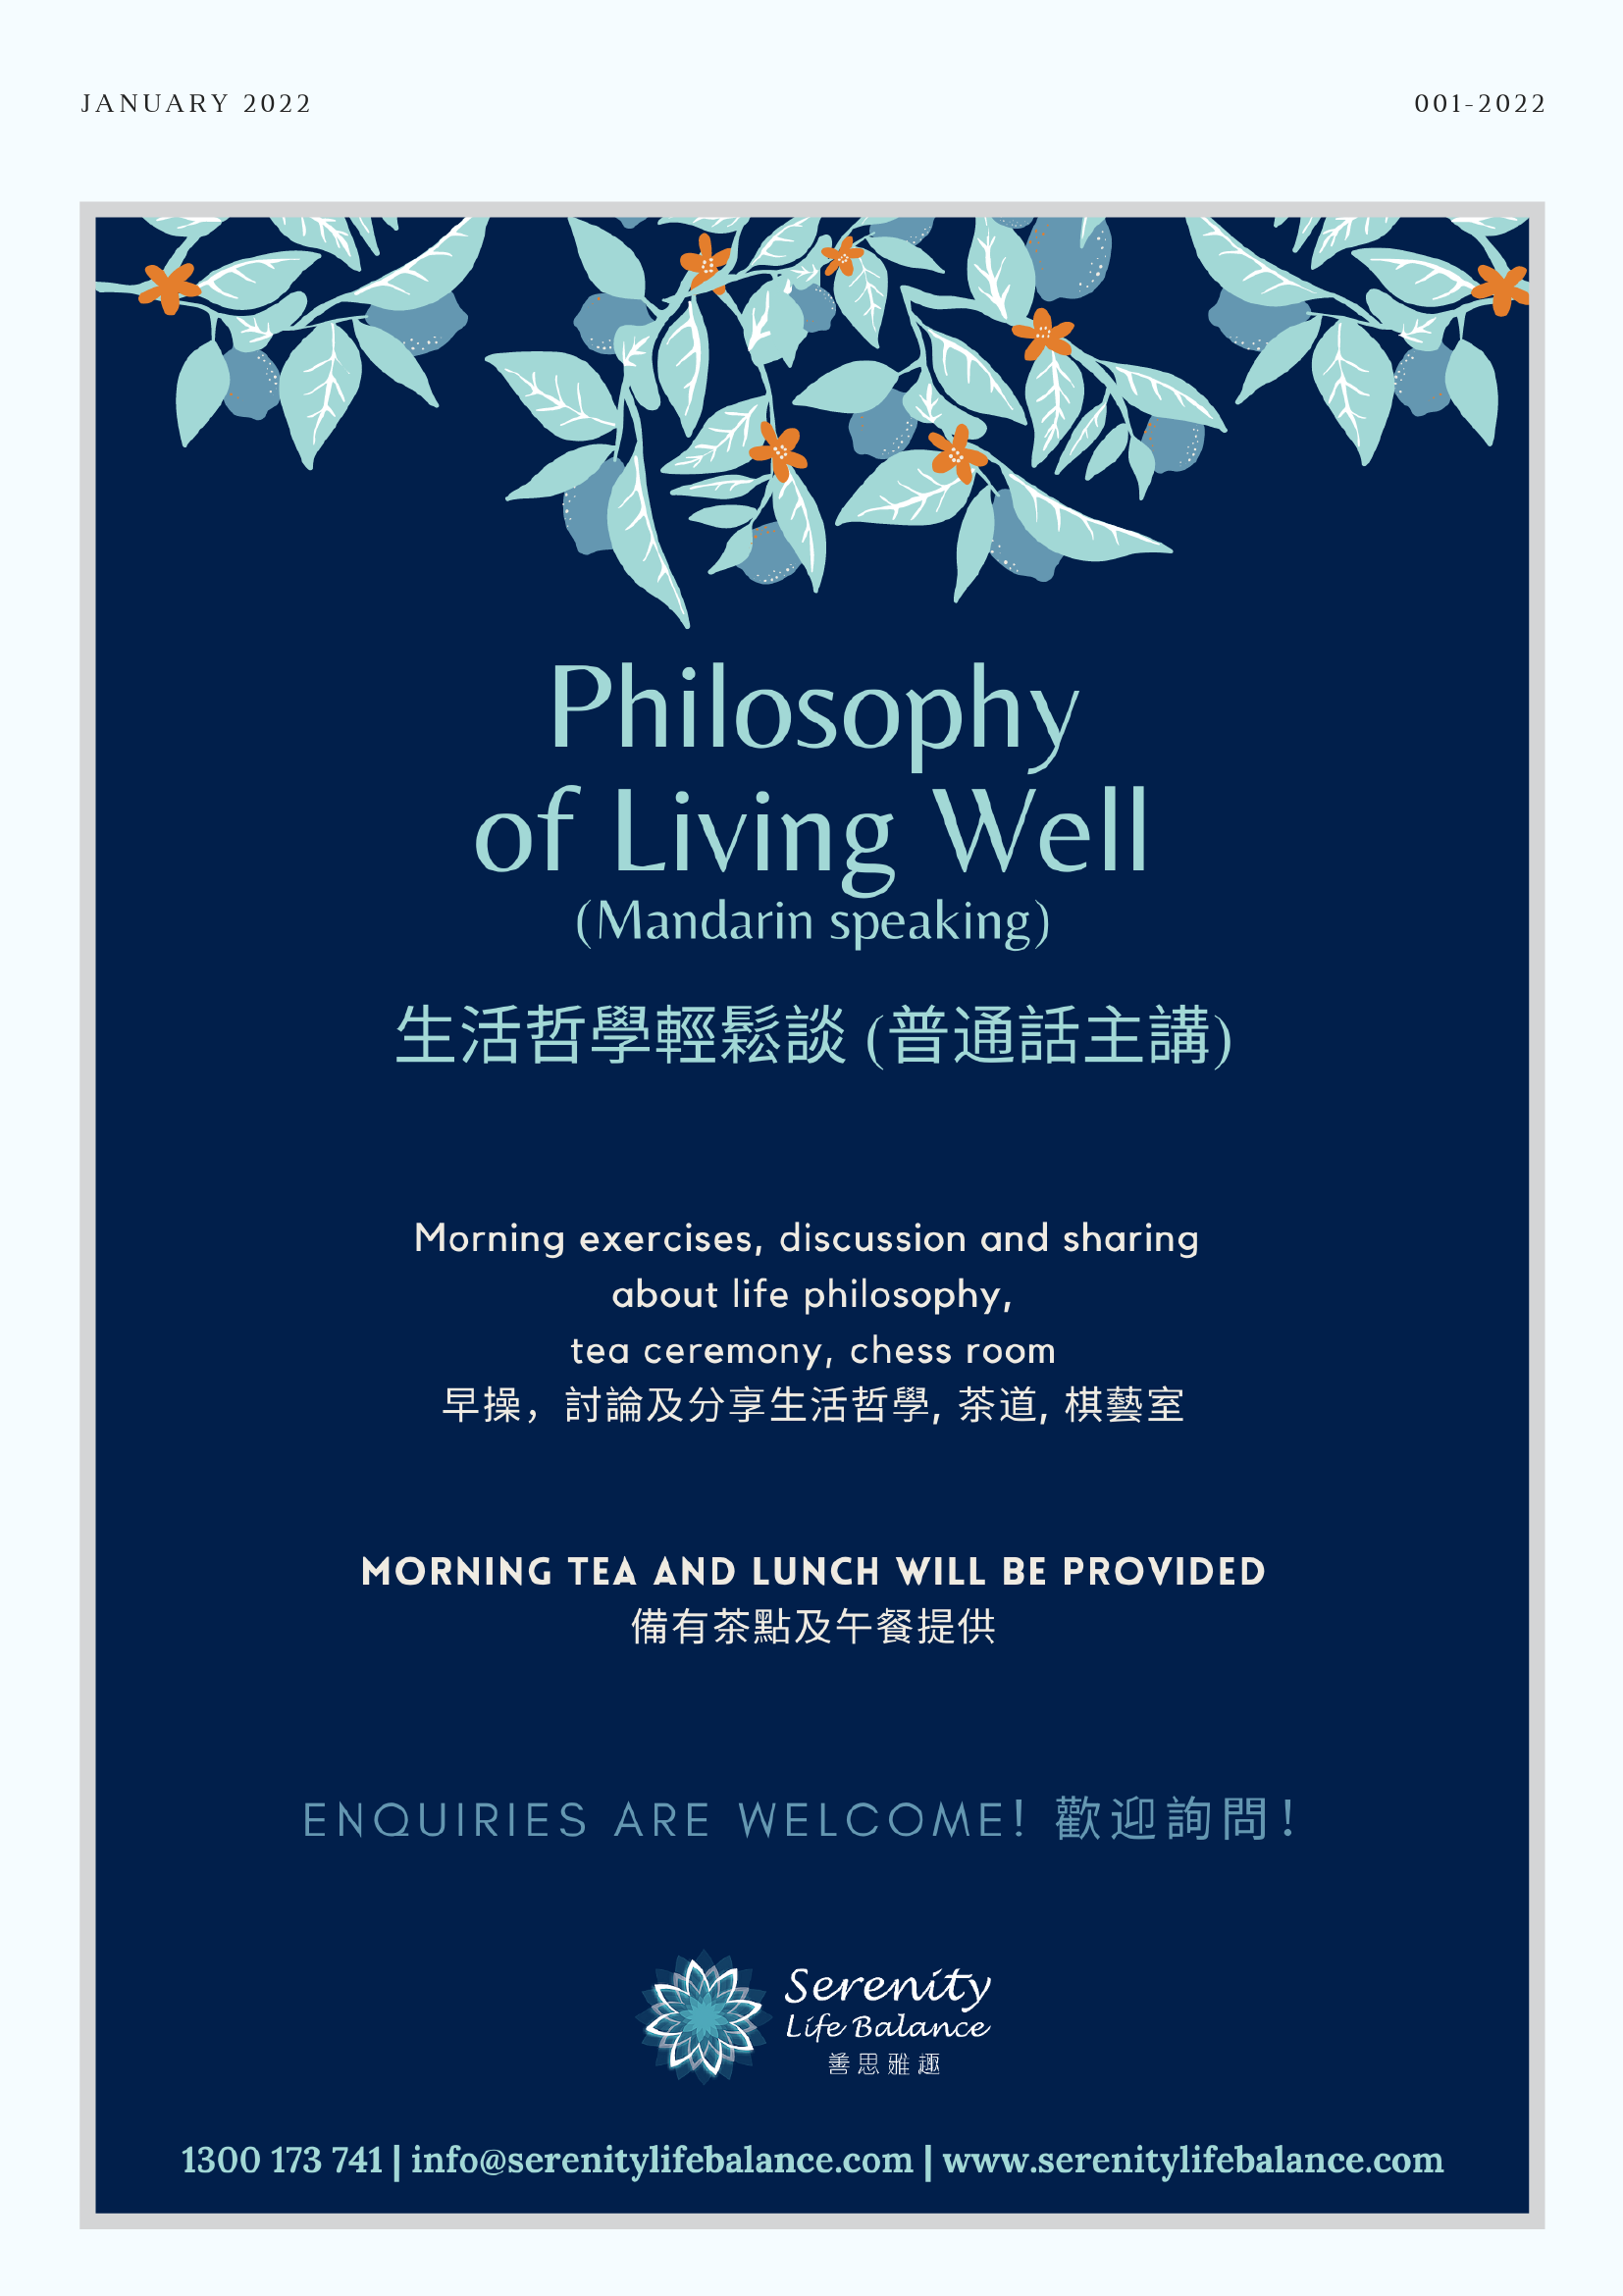 JANUARY 2022
001-2022
Philosophy
of Living Well
(Mandarin speaking)
生活哲學輕鬆談 (普通話主講)
Morning exercises, discussion and sharing
about life philosophy,
tea ceremony, chess room
早操，討論及分享生活哲學, 茶道, 棋藝室
MORNING TEA AND LUNCH WILL BE PROVIDED
備有茶點及午餐提供
ENQUIRIES ARE WELCOME! 歡迎詢問！
Serenity
Life Balance
善思雅趣
1300 173 741 | info@serenitylifebalance.com | www.serenitylifebalance.com